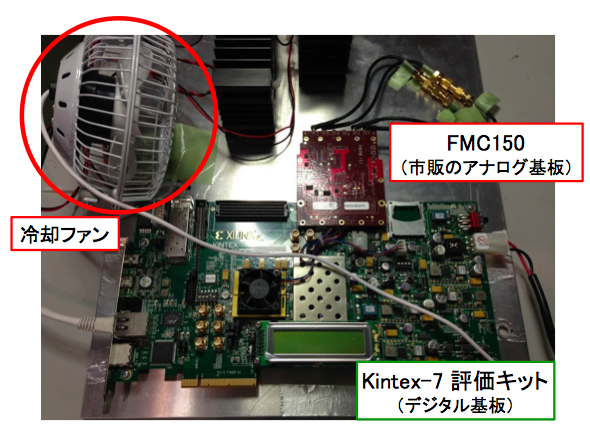 FMC150
（市販のアナログ基板）
冷却ファン
XILINX
KINTEX
Kintex-7 評価キット
（デジタル基板）